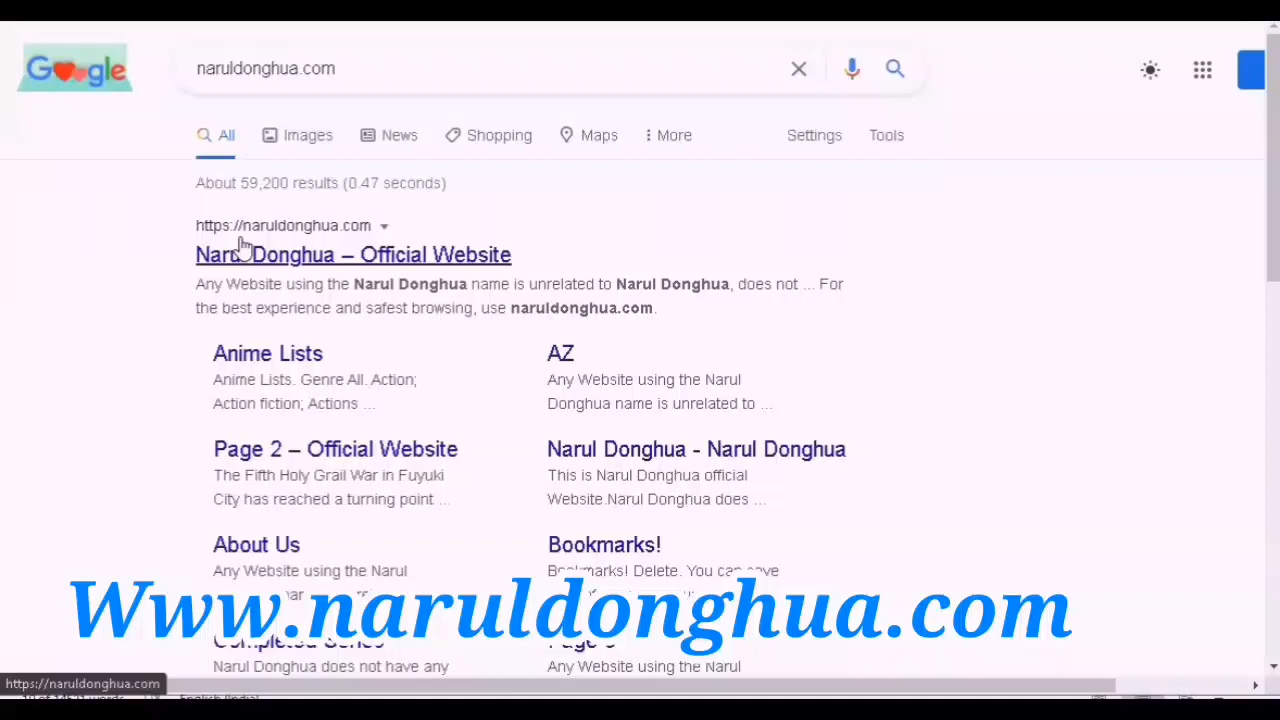 Google
naruldonghua.com
All Images News Shopping Maps More Settings Tools
About 59,200 results (0.47 seconds)
https://naruldonghua.com
Narul Donghua – Official Website
Any Website using the Narul Donghua name is unrelated to Narul Donghua, does not ... For
the best experience and safest browsing, use naruldonghua.com.
Anime Lists
Anime Lists. Genre All. Action;
Action fiction; Actions ...
AZ
Any Website using the Narul
Donghua name is unrelated to ...
Page 2 – Official Website
The Fifth Holy Grail War in Fuyuki
City has reached a turning point ...
Narul Donghua - Narul Donghua
This is Narul Donghua official
Website.Narul Donghua does ...
About Us
Any Website using the Narul
Bookmarks!
Bookmarks! Delete. You can save
Www.naruldonghua.com
Completed Series
Narul Donghua does not have any
Any Website using the Narul
https://naruldonghua.com